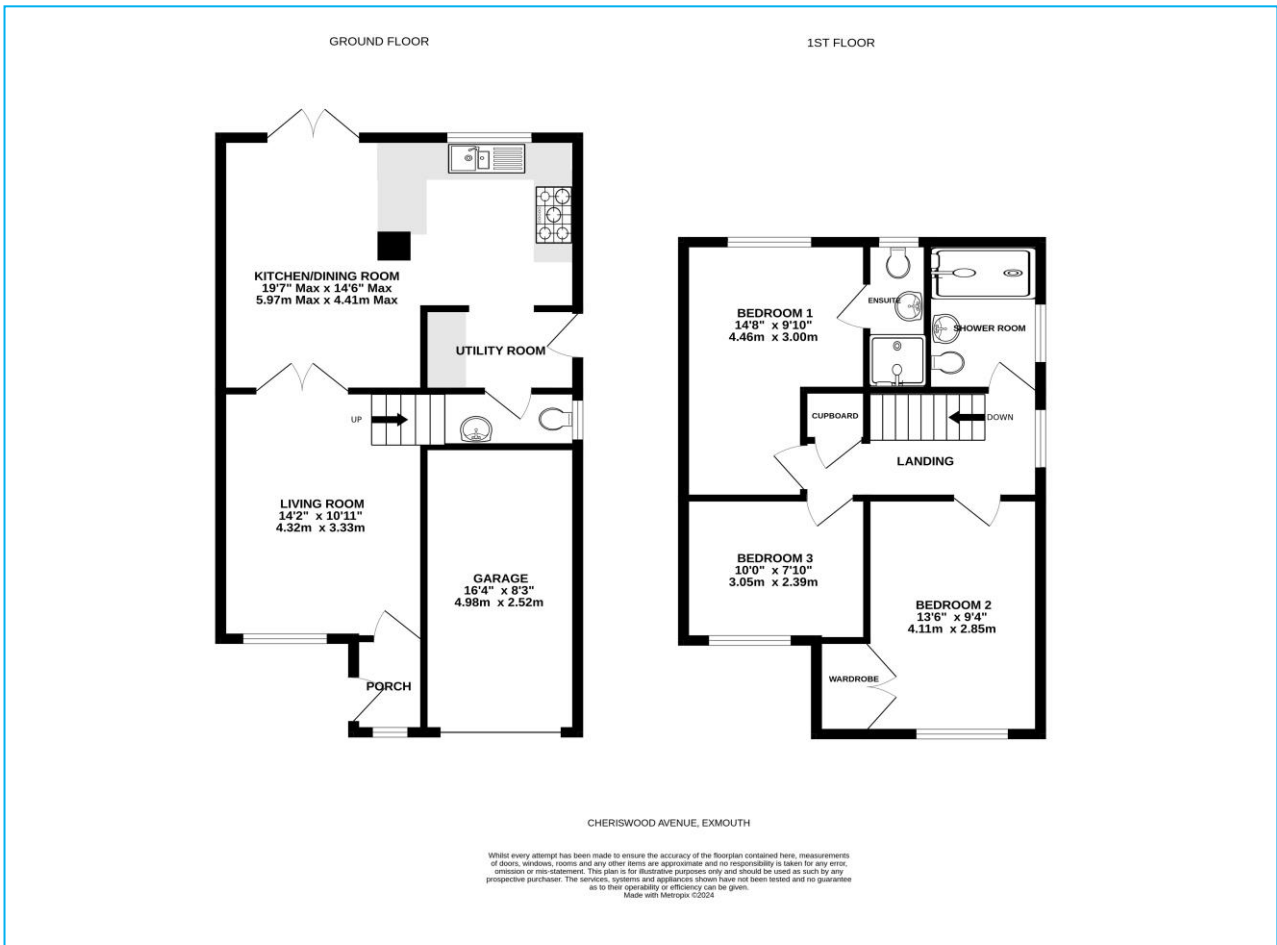 GROUND FLOOR
1ST FLOOR
KITCHEN/DINING ROOM
19'7" Max x 14'6" Max
5.97m Max x 4.41m Max
UTILITY ROOM
UP
LIVING ROOM
14'2" x 10'11"
4.32m x 3.33m
GARAGE
16'4" x 8'3"
4.98m x 2.52m
PORCH
BEDROOM 1
14'8" x 9'10"
4.46m x 3.00m
ENSUITE
SHOWER ROOM
CUPBOARD
DOWN
LANDING
BEDROOM 3
10'0" x 7'10"
3.05m x 2.39m
BEDROOM 2
13'6" x 9'4"
4.11m x 2.85m
WARDROBE
CHERISWOOD AVENUE, EXMOUTH
Whilst every attempt has been made to ensure the accuracy of the floorplan contained here, measurements
of doors, windows, rooms and any other items are approximate and no responsibility is taken for any error,
omission or mis-statement. This plan is for illustrative purposes only and should be used as such by any
prospective purchaser. The services, systems and appliances shown have not been tested and no guarantee
as to their operability or efficiency can be given.
Made with Metropix ©2024